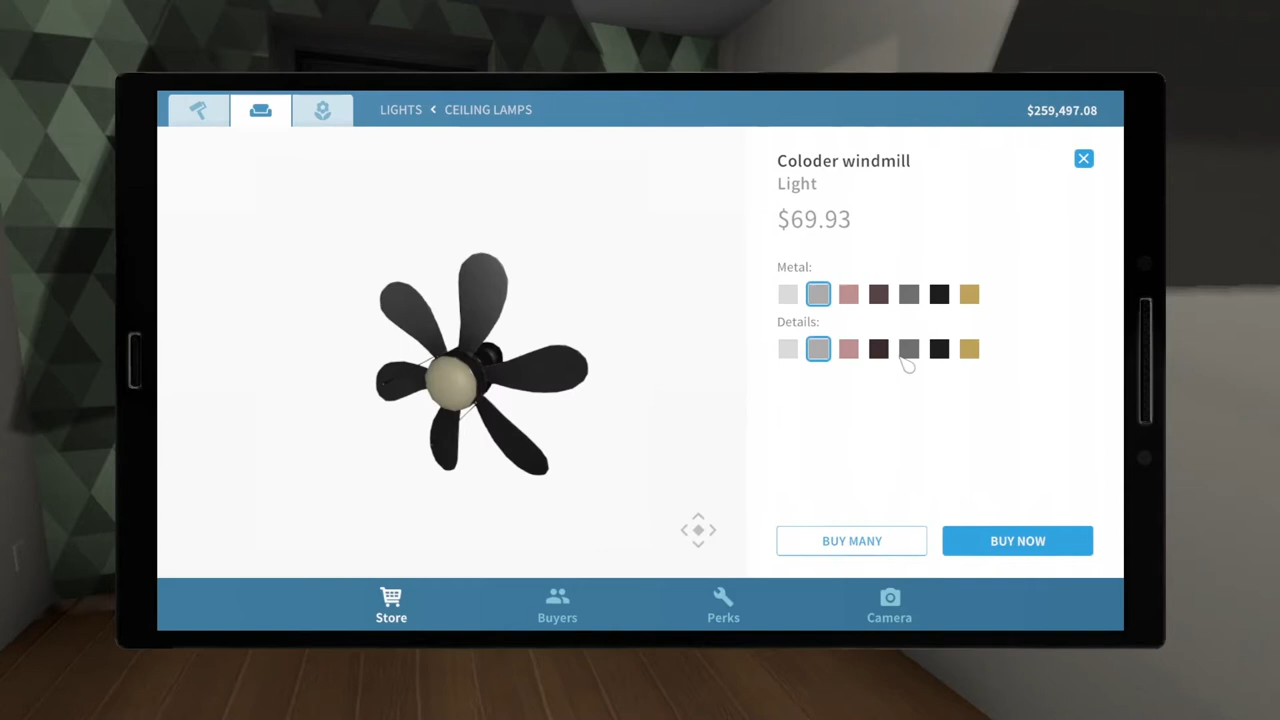 LIGHTS < CEILING LAMPS
$259,497.08
Coloder windmill
Light
$69.93
Metal:
Details:
BUY MANY
BUY NOW
Store
Buyers
Perks
Camera